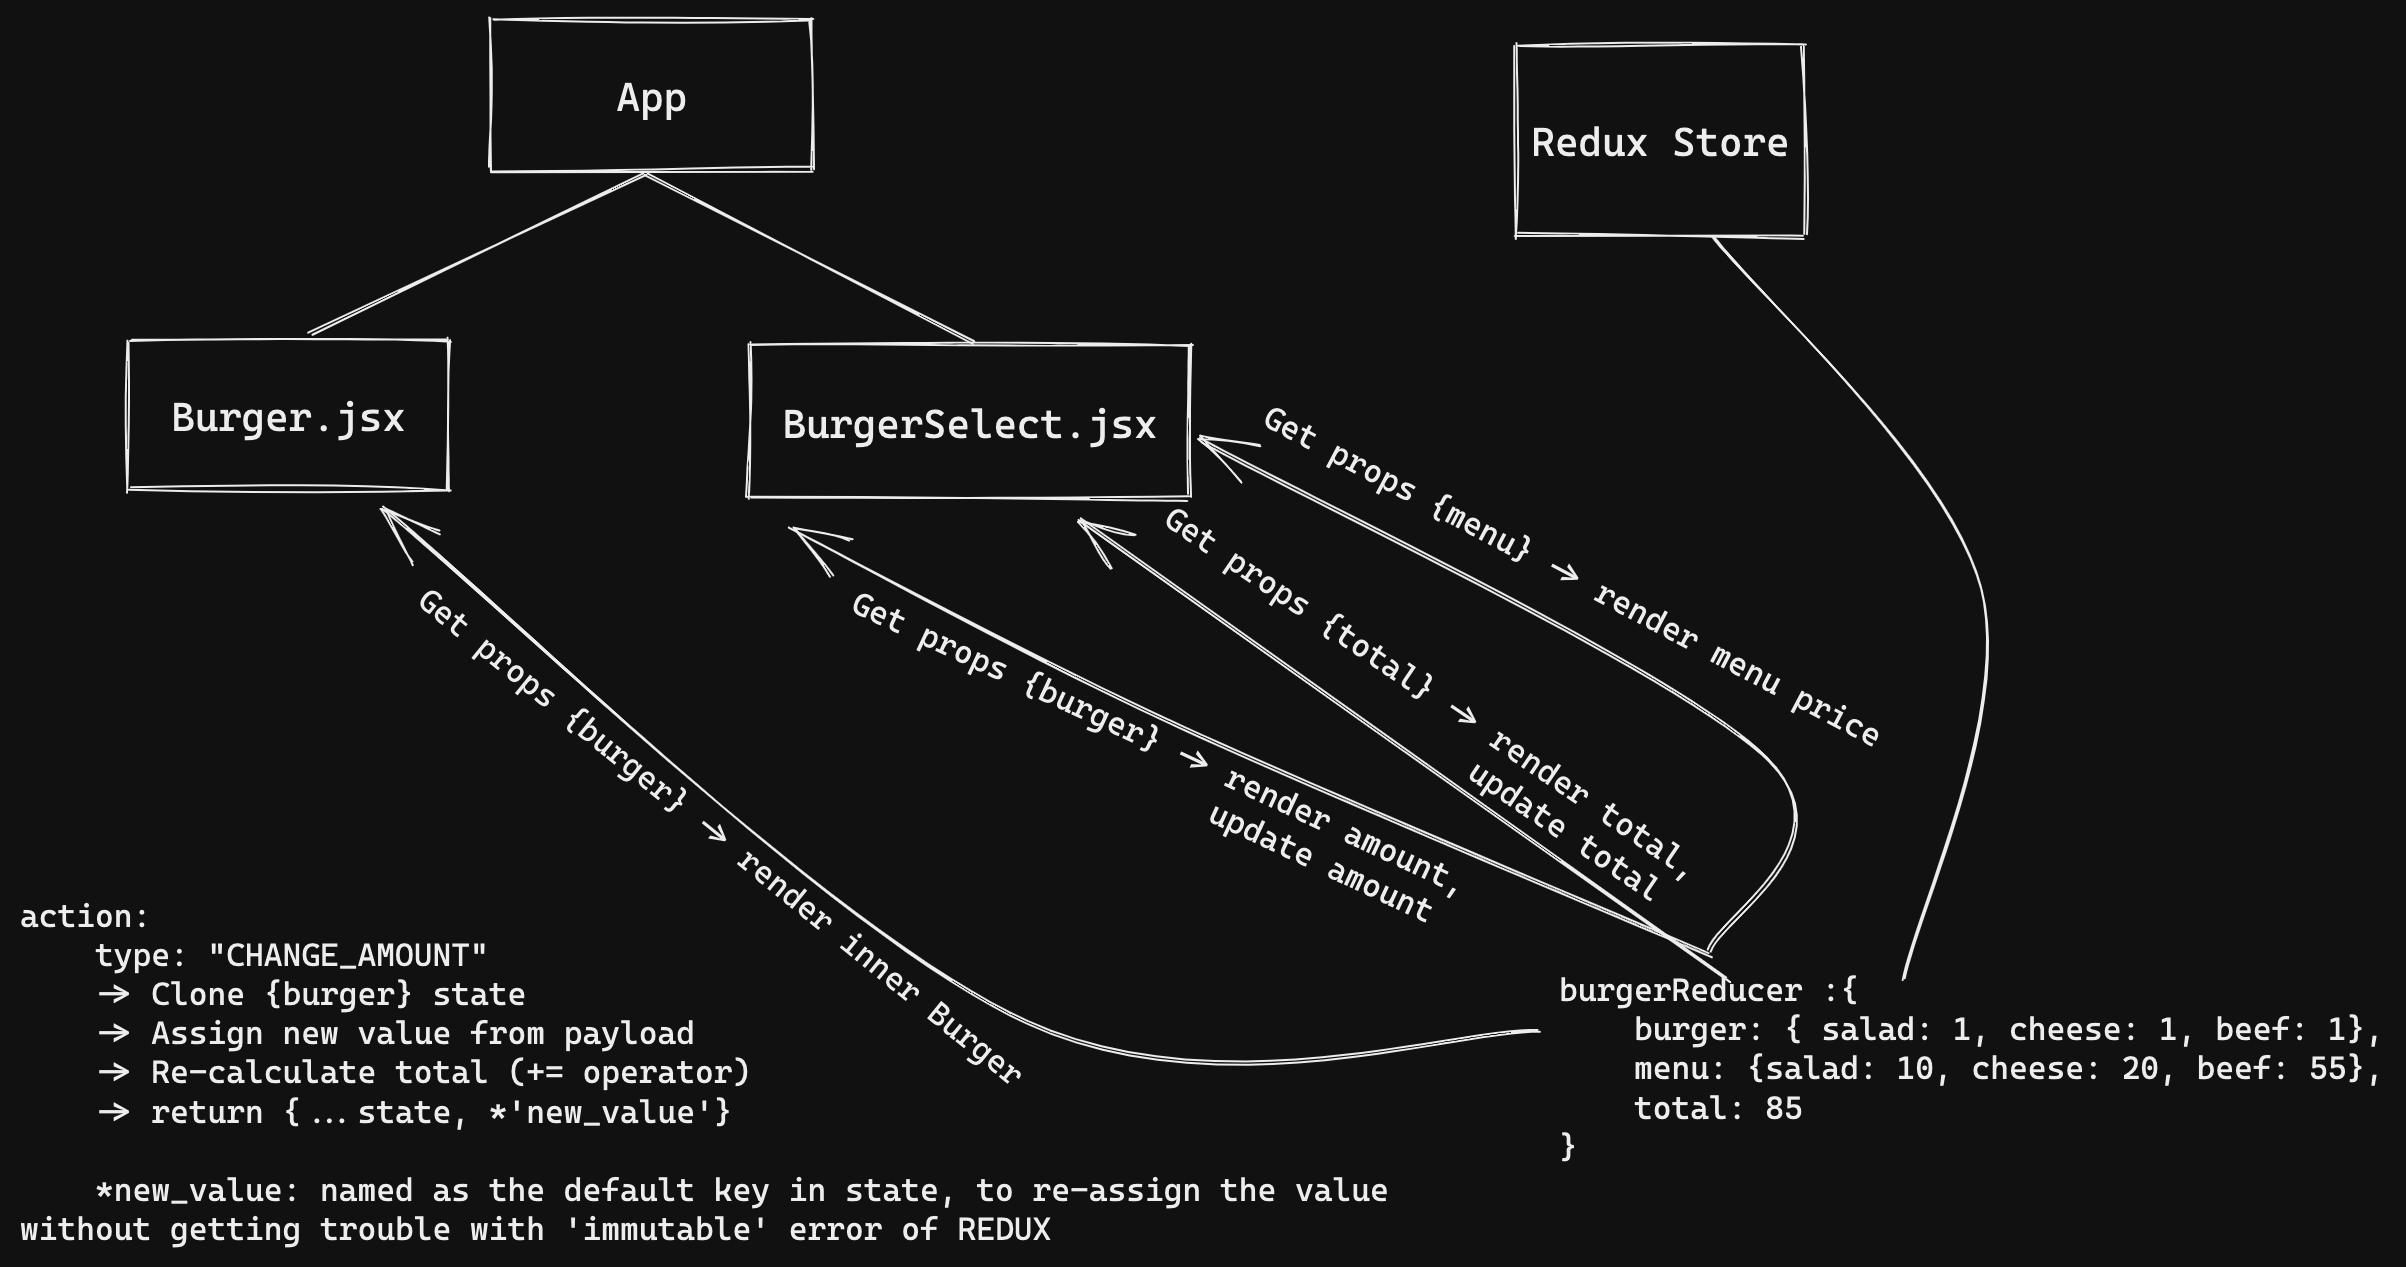 App
Redux Store
Burger.jsx
BurgerSelect.jsx
Get props {menu} → render menu price
Get props {total} → render total,
update total
Get props {burger} → render amount,
update amount
Get props {burger} → render inner Burger
action:
    type: "CHANGE_AMOUNT"
    → Clone {burger} state
    → Assign new value from payload
    → Re-calculate total (+= operator)
    → return {...state, *'new_value'}
    *new_value: named as the default key in state, to re-assign the value
without getting trouble with 'immutable' error of REDUX
burgerReducer :{
    burger: { salad: 1, cheese: 1, beef: 1},
    menu: {salad: 10, cheese: 20, beef: 55},
    total: 85
}